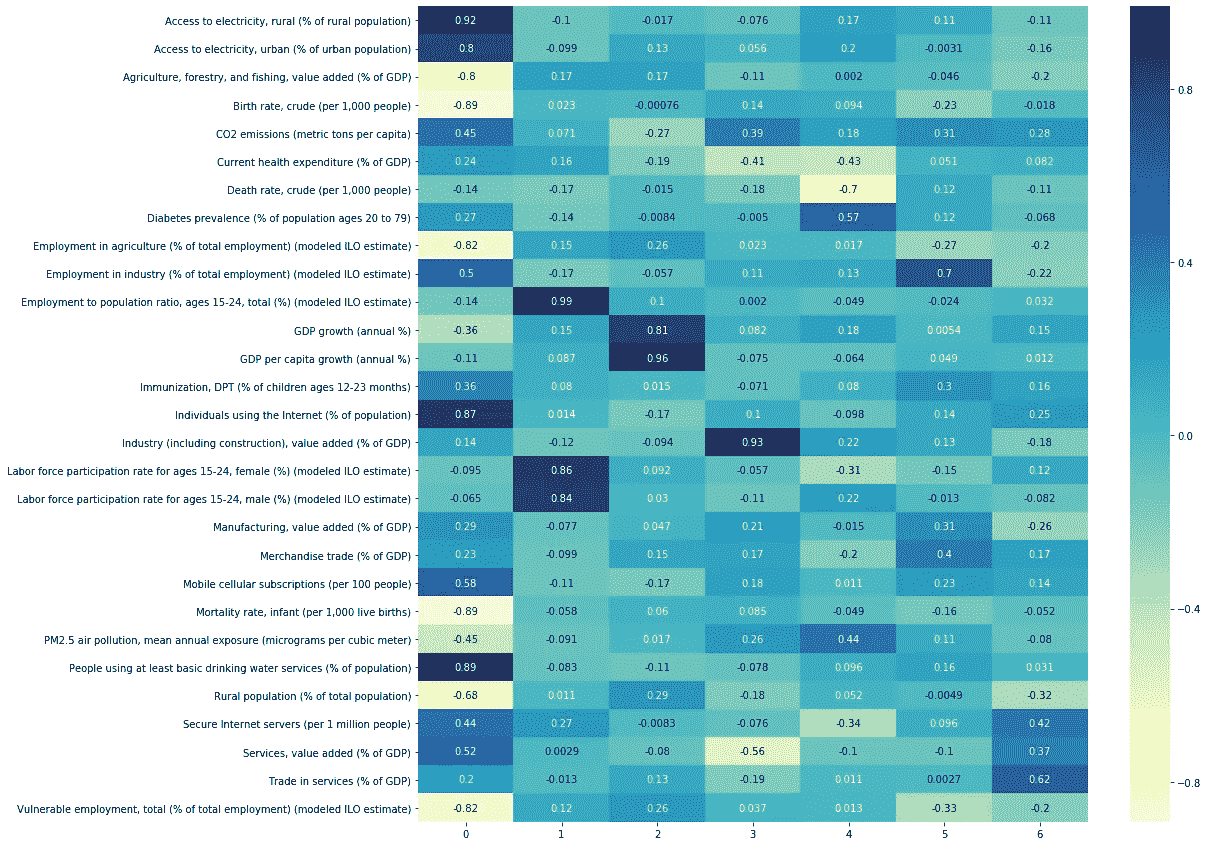 Access to electricity, rural (% of rural population) 0.92 -0.1 -0.017 -0.076 0.17 0.11 -0.11
Access to electricity, urban (% of urban population) 0.8 -0.099 0.13 0.056 0.2 -0.0031 -0.16
Agriculture, forestry, and fishing, value added (% of GDP) -0.8 0.17 0.17 -0.11 0.002 -0.046 -0.2
0.8
Birth rate, crude (per 1,000 people) -0.89 0.023 -0.00076 0.14 0.094 -0.23 -0.018
CO2 emissions (metric tons per capita) 0.45 0.071 -0.27 0.39 0.18 0.31 0.28
Current health expenditure (% of GDP) 0.24 0.16 -0.19 -0.41 -0.43 0.051 0.082
Death rate, crude (per 1,000 people) -0.14 -0.17 -0.015 -0.18 -0.7 0.12 -0.11
Diabetes prevalence (% of population ages 20 to 79) 0.27 -0.14 -0.0084 -0.005 0.57 0.12 -0.068
Employment in agriculture (% of total employment) (modeled ILO estimate) -0.82 0.15 0.26 0.023 0.017 -0.27 -0.2
0.4
Employment in industry (% of total employment) (modeled ILO estimate) 0.5 -0.17 -0.057 0.11 0.13 0.7 -0.22
Employment to population ratio, ages 15-24, total (%) (modeled ILO estimate) -0.14 0.99 0.1 0.002 -0.049 -0.024 0.032
GDP growth (annual %) -0.36 0.15 0.81 0.082 0.18 0.0054 0.15
GDP per capita growth (annual %) -0.11 0.087 0.96 -0.075 -0.064 0.049 0.012
Immunization, DPT (% of children ages 12-23 months) 0.36 0.08 0.015 -0.071 0.08 0.3 0.16
Individuals using the Internet (% of population) 0.87 0.014 -0.17 0.1 -0.098 0.14 0.25
0.0
Industry (including construction), value added (% of GDP) 0.14 -0.12 -0.094 0.93 0.22 0.13 -0.18
Labor force participation rate for ages 15-24, female (%) (modeled ILO estimate) -0.095 0.86 0.092 -0.057 -0.31 -0.15 0.12
Labor force participation rate for ages 15-24, male (%) (modeled ILO estimate) -0.065 0.84 0.03 -0.11 0.22 -0.013 -0.082
Manufacturing, value added (% of GDP) 0.29 -0.077 0.047 0.21 -0.015 0.31 -0.26
Merchandise trade (% of GDP) 0.23 -0.099 0.15 0.17 -0.2 0.4 0.17
Mobile cellular subscriptions (per 100 people) 0.58 -0.11 -0.17 0.18 0.011 0.23 0.14
-0.4
Mortality rate, infant (per 1,000 live births) -0.89 -0.058 0.06 0.085 -0.049 -0.16 -0.052
PM2.5 air pollution, mean annual exposure (micrograms per cubic meter) -0.45 -0.091 0.017 0.26 0.44 0.11 -0.08
People using at least basic drinking water services (% of population) 0.89 -0.083 -0.11 -0.078 0.096 0.16 0.031
Rural population (% of total population) -0.68 0.011 0.29 -0.18 0.052 -0.0049 -0.32
Secure Internet servers (per 1 million people) 0.44 0.27 -0.0083 -0.076 -0.34 0.096 0.42
Services, value added (% of GDP) 0.52 0.0029 -0.08 -0.56 -0.1 -0.1 0.37
Trade in services (% of GDP) 0.2 -0.013 0.13 -0.19 0.011 0.0027 0.62
-0.8
Vulnerable employment, total (% of total employment) (modeled ILO estimate) -0.82 0.12 0.26 0.037 0.013 -0.33 -0.2
0 1 2 3 4 5 6